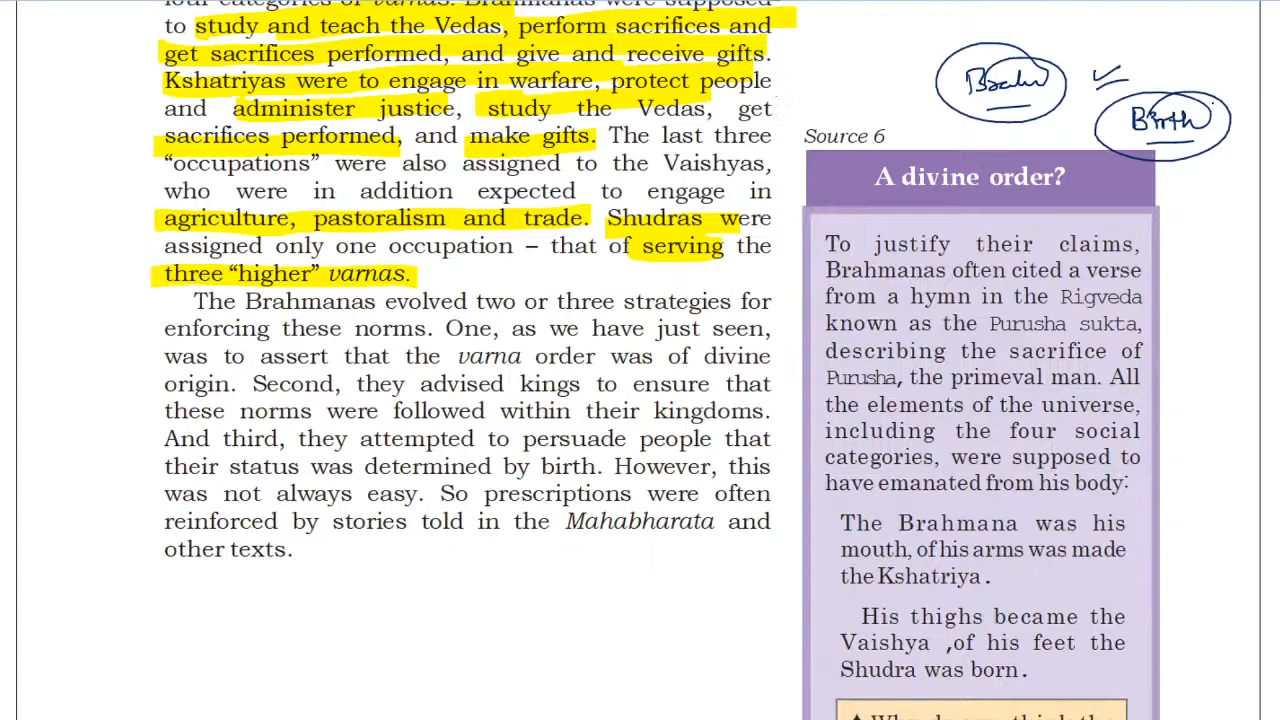 four categories or varnas. Brahmanas were supposed
to study and teach the Vedas, perform sacrifices and
get sacrifices performed, and give and receive gifts.
Kshatriyas were to engage in warfare, protect people
and administer justice, study the Vedas, get
sacrifices performed, and make gifts. The last three
“occupations” were also assigned to the Vaishyas,
who were in addition expected to engage in
agriculture, pastoralism and trade. Shudras were
assigned only one occupation – that of serving the
three “higher” varnas.
The Brahmanas evolved two or three strategies for
enforcing these norms. One, as we have just seen,
was to assert that the varna order was of divine
origin. Second, they advised kings to ensure that
these norms were followed within their kingdoms.
And third, they attempted to persuade people that
their status was determined by birth. However, this
was not always easy. So prescriptions were often
reinforced by stories told in the Mahabharata and
other texts.
Birth
Source 6
A divine order?
To justify their claims,
Brahmanas often cited a verse
from a hymn in the Rigveda
known as the Purusha sukta,
describing the sacrifice of
Purusha, the primeval man. All
the elements of the universe,
including the four social
categories, were supposed to
have emanated from his body:
The Brahmana was his
mouth, of his arms was made
the Kshatriya.
His thighs became the
Vaishya ,of his feet the
Shudra was born.